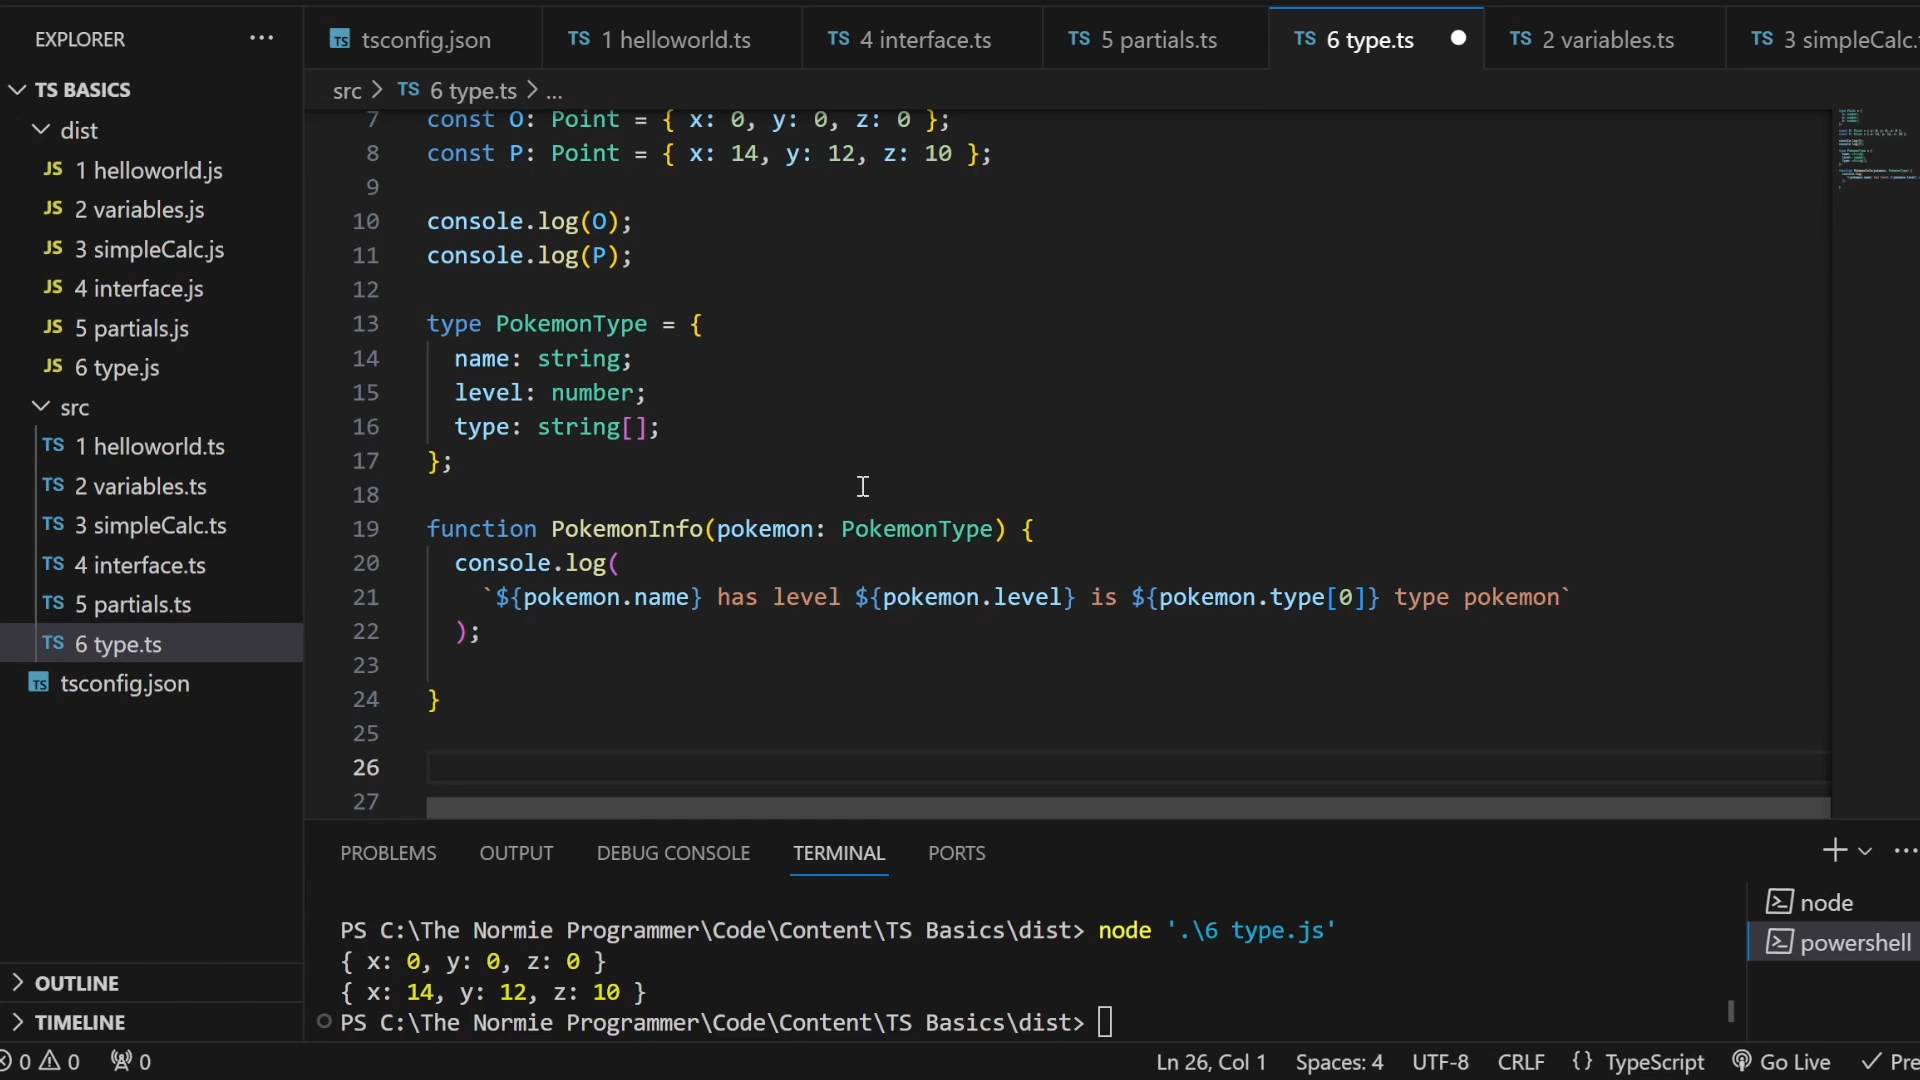 EXPLORER
TS BASICS
dist
JS 1 helloworld.js
JS 2 variables.js
JS 3 simpleCalc.js
JS 4 interface.js
JS 5 partials.js
JS 6 type.js
src
TS 1 helloworld.ts
TS 2 variables.ts
TS 3 simpleCalc.ts
TS 4 interface.ts
TS 5 partials.ts
TS 6 type.ts
TS tsconfig.json
OUTLINE
TIMELINE
TS tsconfig.json TS 1 helloworld.ts TS 4 interface.ts TS 5 partials.ts TS 6 type.ts TS 2 variables.ts TS 3 simpleCalc.
src > TS 6 type.ts > ...
7 const O: Point = { x: 0, y: 0, z: 0 };
8 const P: Point = { x: 14, y: 12, z: 10 };
9
10 console.log(O);
11 console.log(P);
12
13 type PokemonType = {
14 name: string;
15 level: number;
16 type: string[];
17 };
18
19 function PokemonInfo(pokemon: PokemonType) {
20 console.log(
21 `${pokemon.name} has level ${pokemon.level} is ${pokemon.type[0]} type pokemon`
22 );
23
24 }
25
26
27
PROBLEMS OUTPUT DEBUG CONSOLE TERMINAL PORTS
PS C:\The Normie Programmer\Code\Content\TS Basics\dist> node '.\6 type.js'
{ x: 0, y: 0, z: 0 }
{ x: 14, y: 12, z: 10 }
PS C:\The Normie Programmer\Code\Content\TS Basics\dist>
node
powershell
0 0 0 Ln 26, Col 1 Spaces: 4 UTF-8 CRLF {} TypeScript Go Live Pre